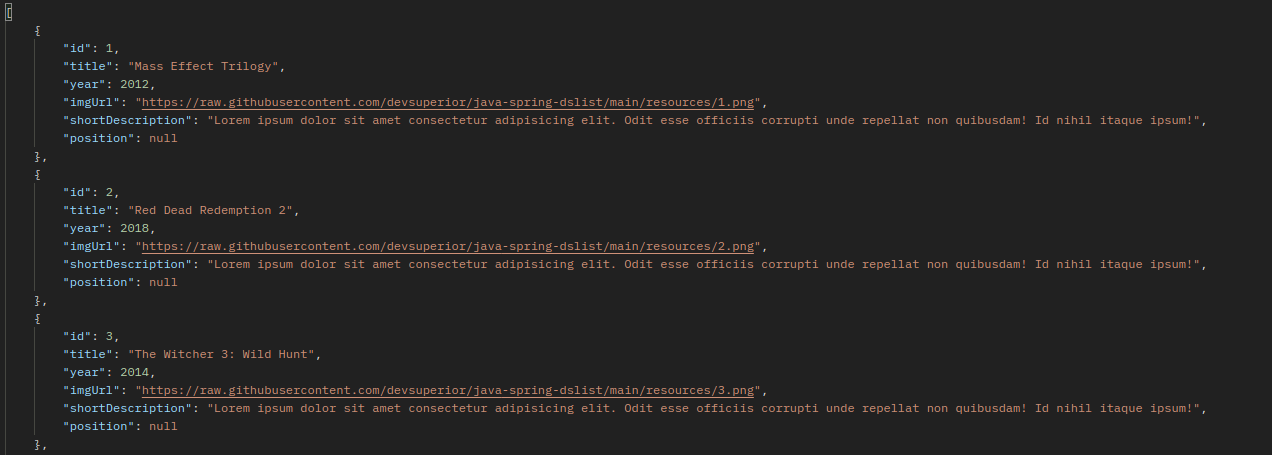 [
{
"id": 1,
"title": "Mass Effect Trilogy",
"year": 2012,
"imgUrl": "https://raw.githubusercontent.com/devsuperior/java-spring-dslist/main/resources/1.png",
"shortDescription": "Lorem ipsum dolor sit amet consectetur adipisicing elit. Odit esse officiis corrupti unde repellat non quibusdam! Id nihil itaque ipsum!",
"position": null
},
{
"id": 2,
"title": "Red Dead Redemption 2",
"year": 2018,
"imgUrl": "https://raw.githubusercontent.com/devsuperior/java-spring-dslist/main/resources/2.png",
"shortDescription": "Lorem ipsum dolor sit amet consectetur adipisicing elit. Odit esse officiis corrupti unde repellat non quibusdam! Id nihil itaque ipsum!",
"position": null
},
{
"id": 3,
"title": "The Witcher 3: Wild Hunt",
"year": 2014,
"imgUrl": "https://raw.githubusercontent.com/devsuperior/java-spring-dslist/main/resources/3.png",
"shortDescription": "Lorem ipsum dolor sit amet consectetur adipisicing elit. Odit esse officiis corrupti unde repellat non quibusdam! Id nihil itaque ipsum!",
"position": null
},